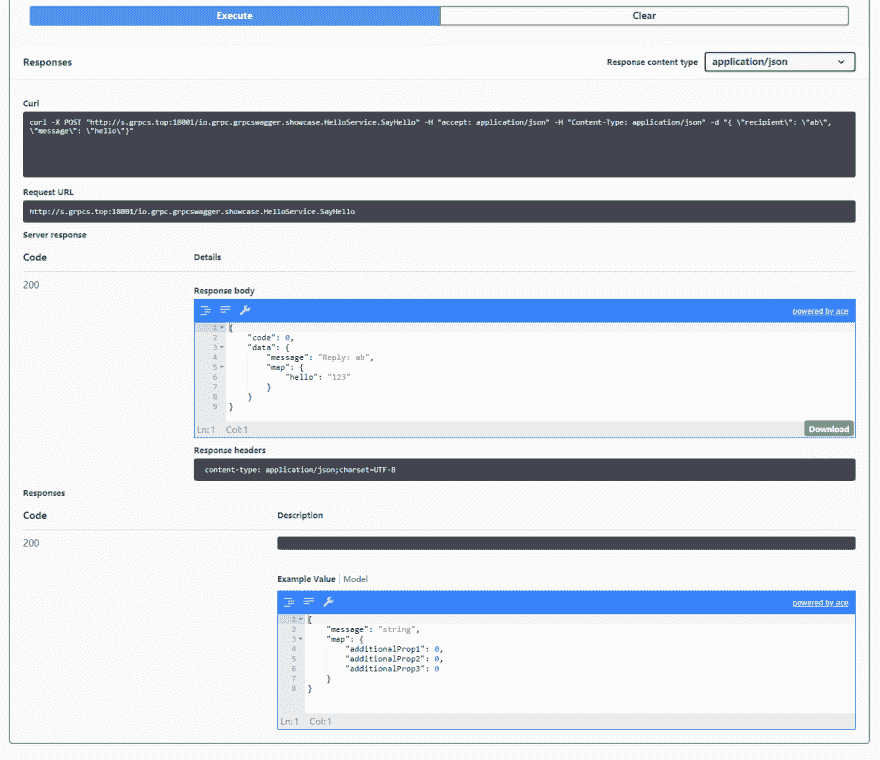 Execute Clear
Responses Response content type application/json
Curl
curl -X POST "http://s.grpcs.top:18001/io.grpc.grpcswagger.showcase.HelloService.SayHello" -H "accept: application/json" -H "Content-Type: application/json" -d "{ \"recipient\": \"ab\",
\"message\": \"hello\"}"
Request URL
http://s.grpcs.top:18001/io.grpc.grpcswagger.showcase.HelloService.SayHello
Server response
Code Details
200
Response body
powered by ace
1 {
2 "code": 0,
3 "data": {
4 "message": "Reply: ab",
5 "map": {
6 "hello": "123"
7 }
8 }
9 }
Ln: 1 Col: 1 Download
Response headers
content-type: application/json;charset=UTF-8
Responses
Code Description
200
Example Value Model
powered by ace
1 {
2 "message": "string",
3 "map": {
4 "additionalProp1": 0,
5 "additionalProp2": 0,
6 "additionalProp3": 0
7 }
8 }
Ln: 1 Col: 1